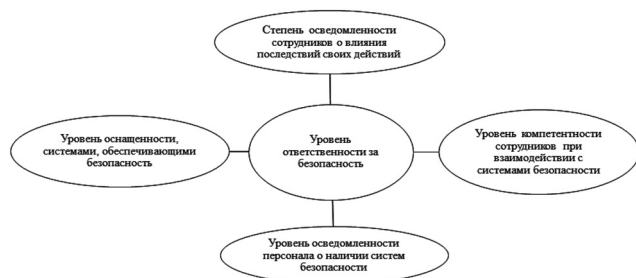 Степень осведомленности
сотрудников о влияния
последствий своих действий
Уровень оснащенности,
системами, обеспечивающими
безопасность
Уровень
ответственности за
безопасность
Уровень компетентности
сотрудников при
взаимодействии с
системами безопасности
Уровень осведомленности
персонала о наличии систем
безопасности